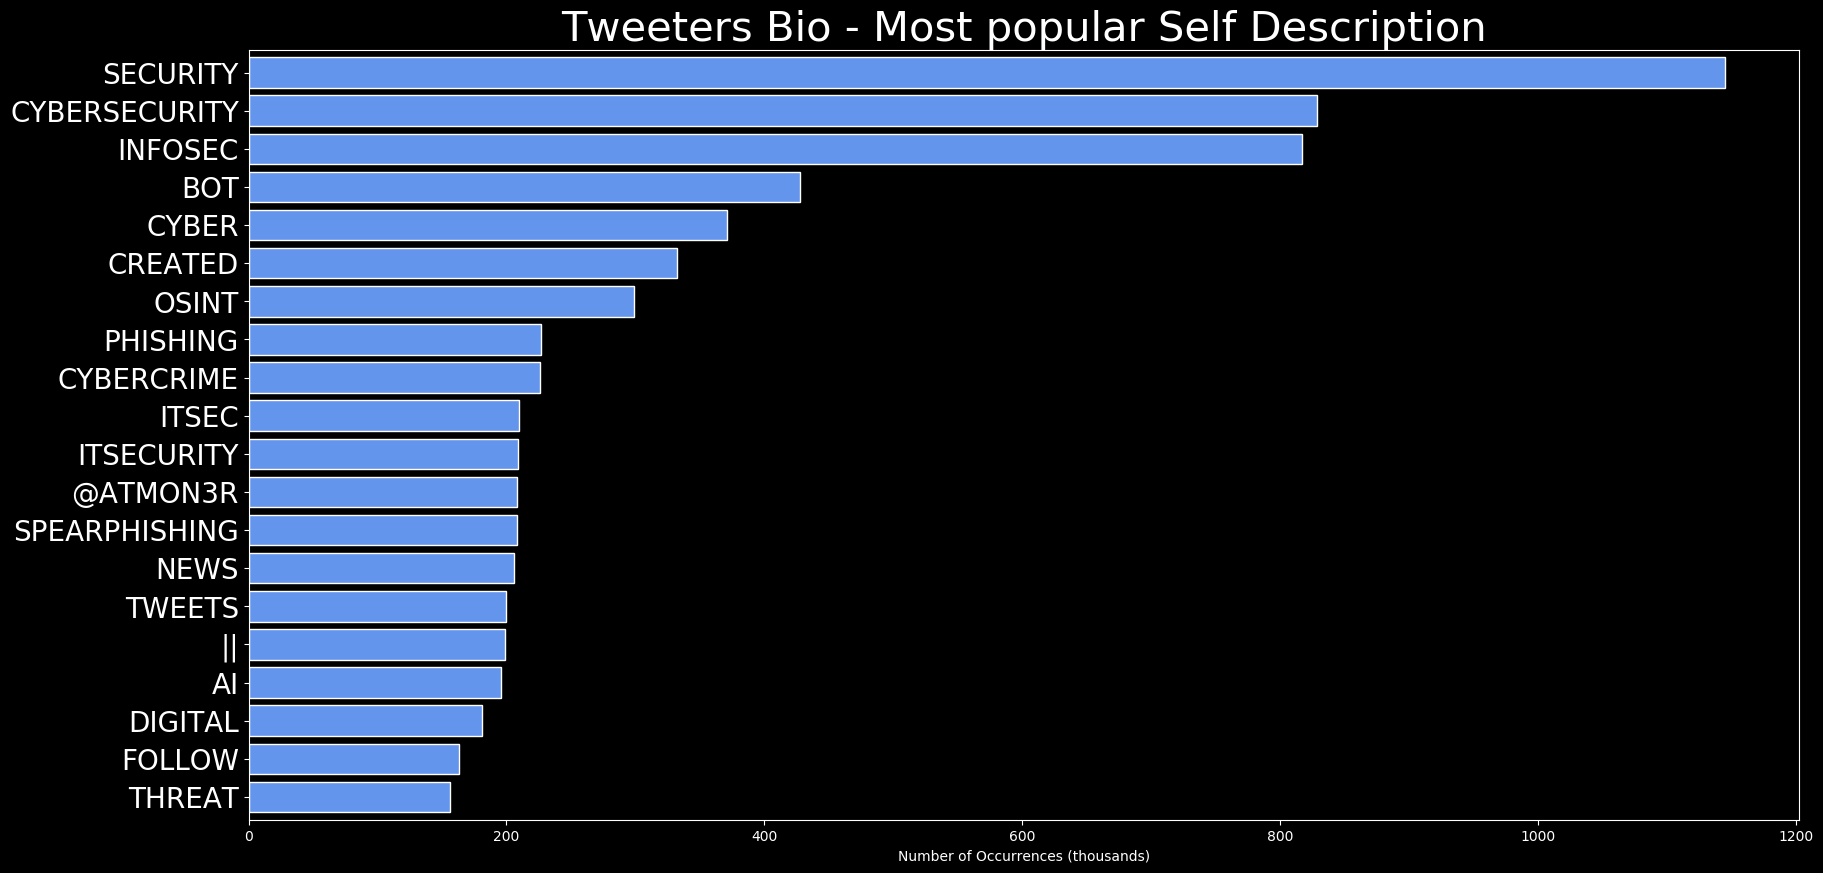 Tweeters Bio - Most popular Self Description
SECURITY
CYBERSECURITY
INFOSEC
BOT
CYBER
CREATED
OSINT
PHISHING
CYBERCRIME
ITSEC
ITSECURITY
@ATMON3R
SPEARPHISHING
NEWS
TWEETS
||
AI
DIGITAL
FOLLOW
THREAT
0 200 400 600 800 1000 1200
Number of Occurrences (thousands)